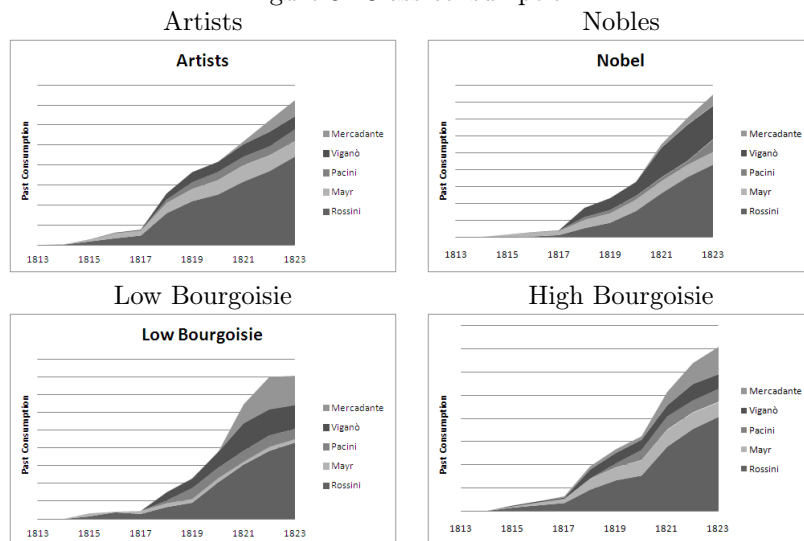 Artists
Nobles
Artists
Past Consumption
Mercadante
Viganò
Pacini
Mayr
Rossini
1813 1815 1817 1819 1821 1823
Nobel
Past Consumption
Mercadante
Viganò
Pacini
Mayr
Rossini
1813 1815 1817 1819 1821 1823
Low Bourgoisie
High Bourgoisie
Low Bourgoisie
Past Consumption
Mercadante
Viganò
Pacini
Mayr
Rossini
1813 1815 1817 1819 1821 1823
Past Consumption
Mercadante
Viganò
Pacini
Mayr
Rossini
1813 1815 1817 1819 1821 1823